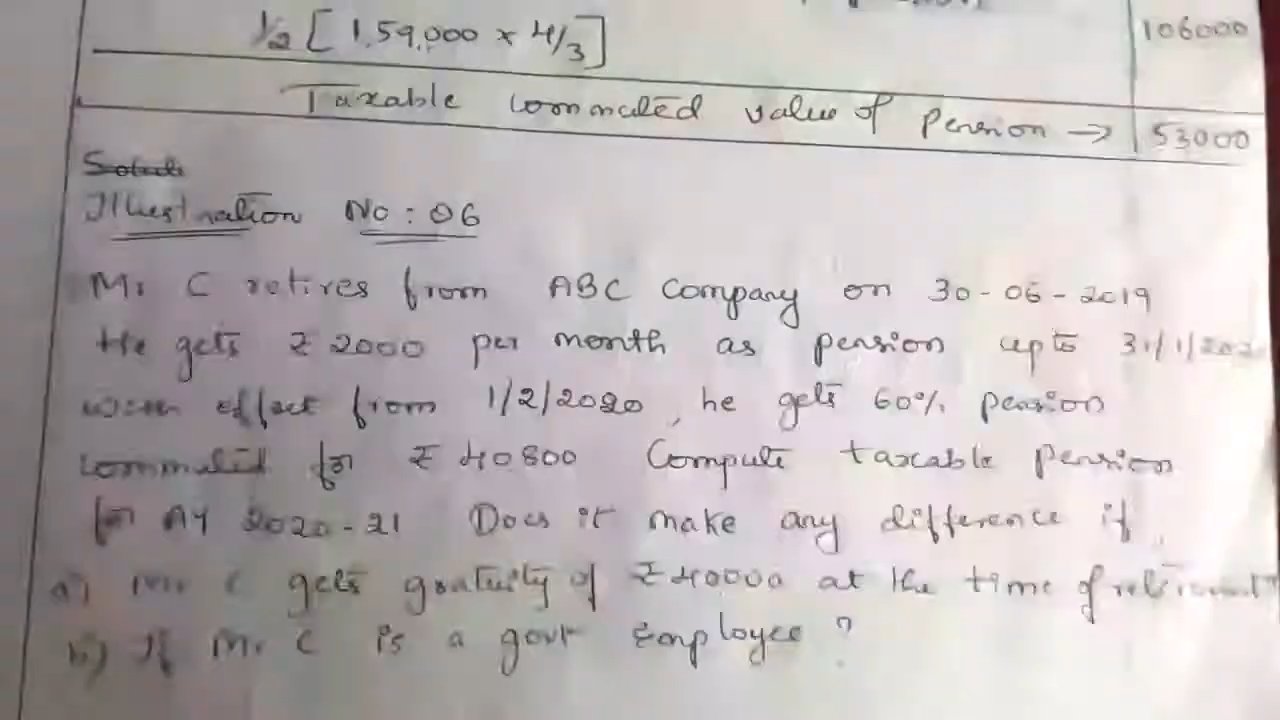 1/2 [ 1,59,000 x 4/3 ] 106000
Taxable commuted value of pension → 53000
Illustration No : 06
Mr C retires from ABC Company on 30-06-2019
He gets ₹ 2000 per month as pension upto 31/1/202
with effect from 1/2/2020, he gets 60% pension
commuted for ₹ 40800 Compute taxable pension
for AY 2020-21 Does it make any difference if
a) Mr C gets gratuity of ₹ 40000 at the time of retirement?
b) If Mr C is a govt Employee ?